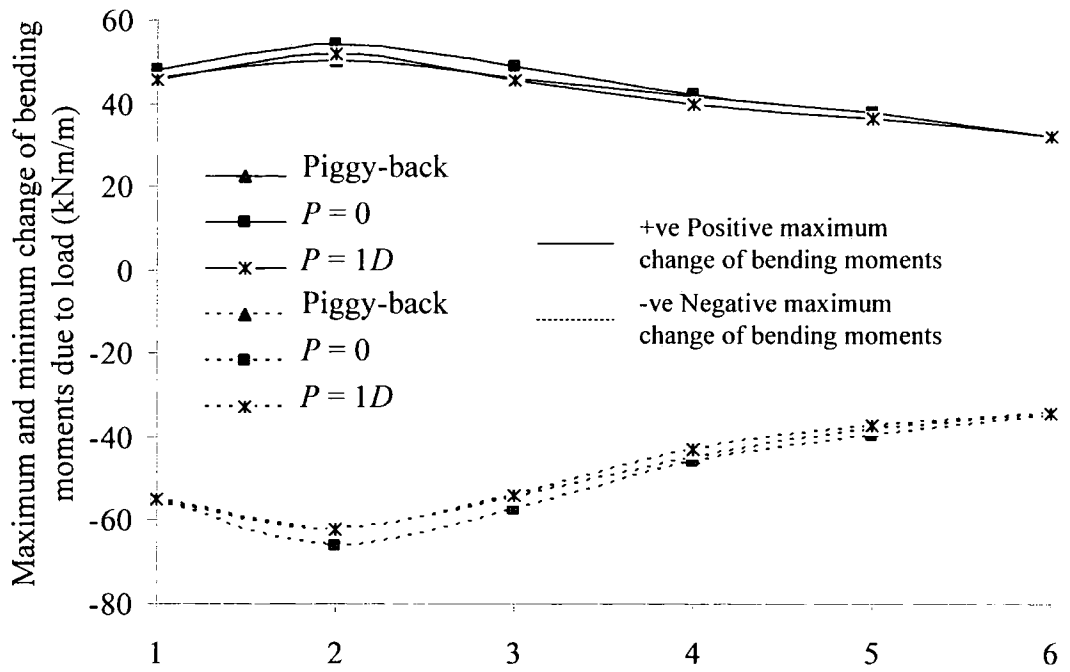 Maximum and minimum change of bending
moments due to load (kNm/m)
60
40
20
0
-20
-40
-60
-80
Piggy-back
P = 0
P = 1D
Piggy-back
P = 0
P = 1D
+ve Positive maximum
change of bending moments
-ve Negative maximum
change of bending moments
1 2 3 4 5 6